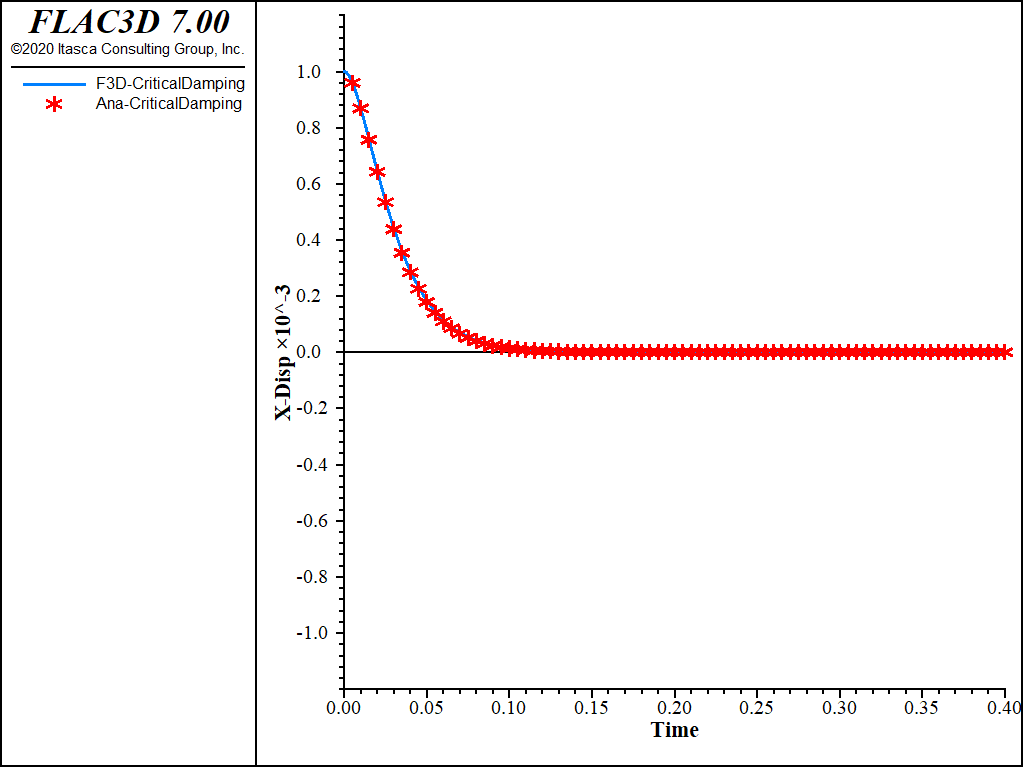 FLAC3D 7.00
©2020 Itasca Consulting Group, Inc.
F3D-CriticalDamping
Ana-CriticalDamping
X-Disp ×10^-3
1.0
0.8
0.6
0.4
0.2
0.0
-0.2
-0.4
-0.6
-0.8
-1.0
0.00 0.05 0.10 0.15 0.20 0.25 0.30 0.35 0.40
Time